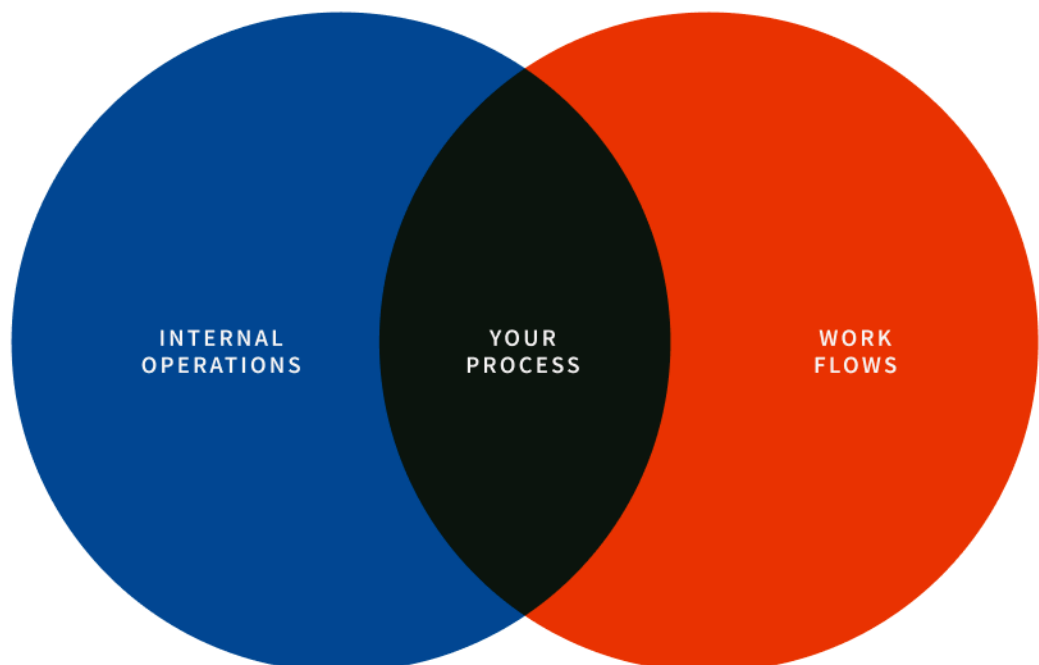 INTERNAL
OPERATIONS
YOUR
PROCESS
WORK
FLOWS